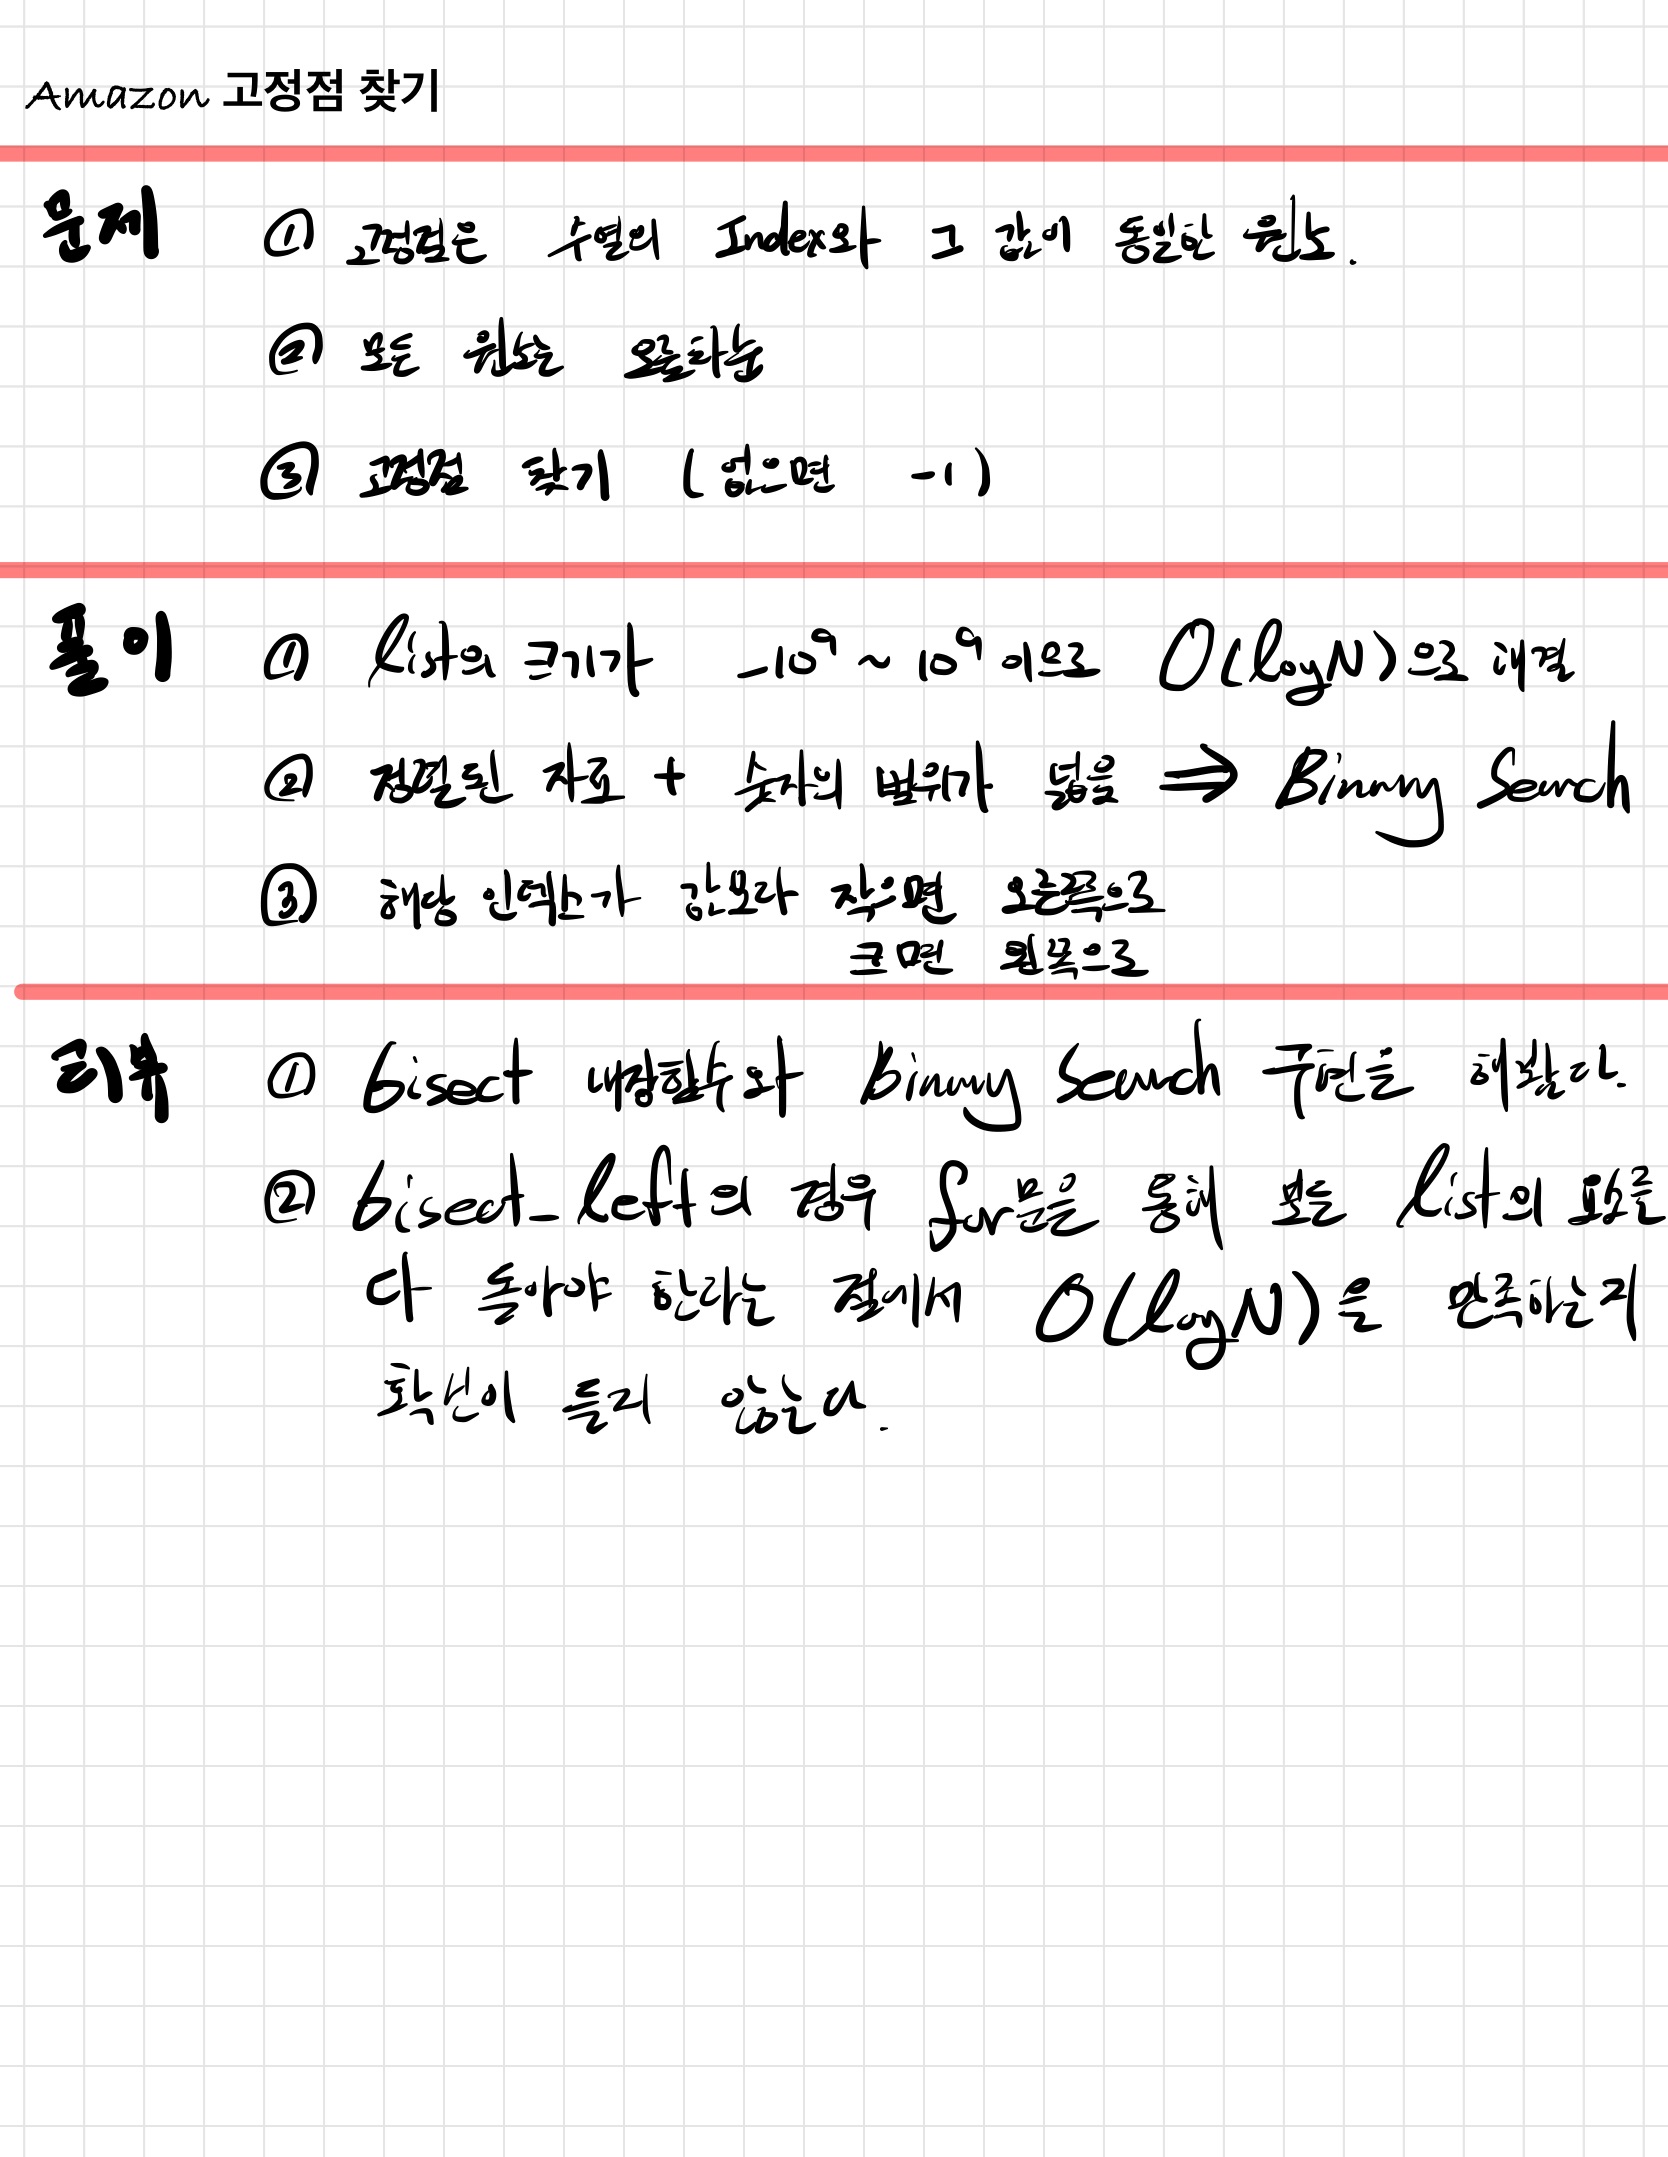 Amazon 고정점 찾기
문제 ① 고정점은 수열의 Index와 그 값이 동일한 원소.
② 모든 원소는 오름차순
③ 고정점 찾기 (없으면 -1)
풀이 ① list의 크기가 -10⁹ ~ 10⁹ 이므로 O(logN)으로 해결
② 정렬된 자료 + 숫자의 범위가 넓음 ⇒ Binary Search
③ 해당 인덱스가 값보다 작으면 오른쪽으로
크면 왼쪽으로
리뷰 ① bisect 내장함수와 Binary Search 구현을 해봤다.
② bisect_left의 경우 for문을 통해 모든 list의 요소를
다 돌아야 한다는 점에서 O(logN)을 만족하는지
확신이 들지 않는다.